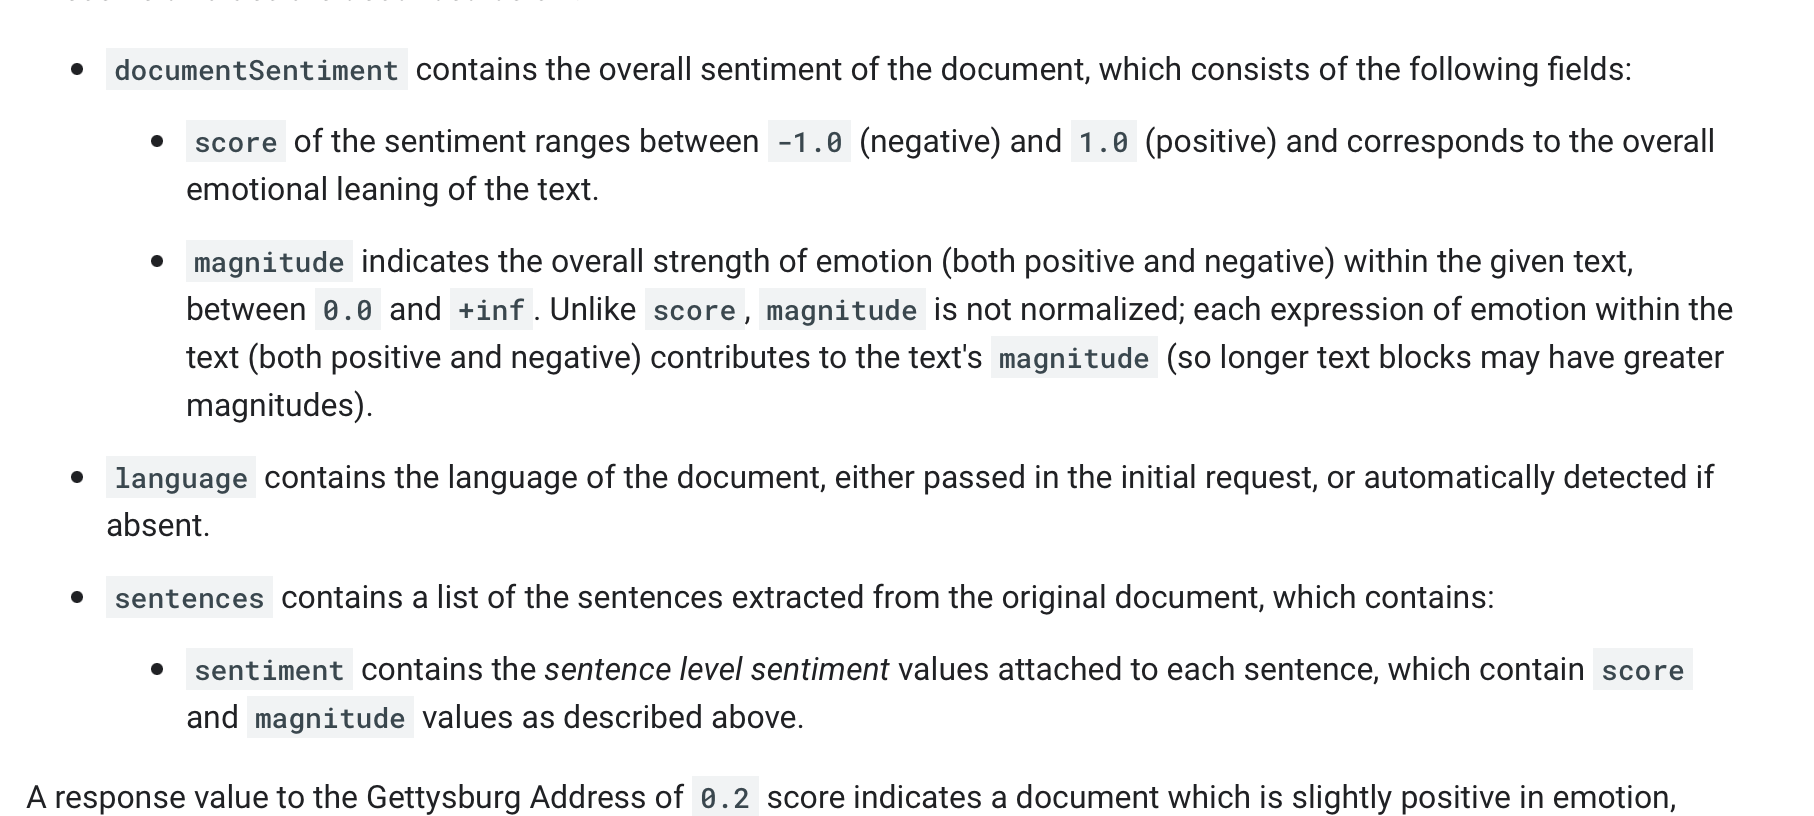 documentSentiment contains the overall sentiment of the document, which consists of the following fields:
score of the sentiment ranges between -1.0 (negative) and 1.0 (positive) and corresponds to the overall
emotional leaning of the text.
magnitude indicates the overall strength of emotion (both positive and negative) within the given text,
between 0.0 and +inf. Unlike score, magnitude is not normalized; each expression of emotion within the
text (both positive and negative) contributes to the text's magnitude (so longer text blocks may have greater
magnitudes).
language contains the language of the document, either passed in the initial request, or automatically detected if
absent.
sentences contains a list of the sentences extracted from the original document, which contains:
sentiment contains the sentence level sentiment values attached to each sentence, which contain score
and magnitude values as described above.
A response value to the Gettysburg Address of 0.2 score indicates a document which is slightly positive in emotion,